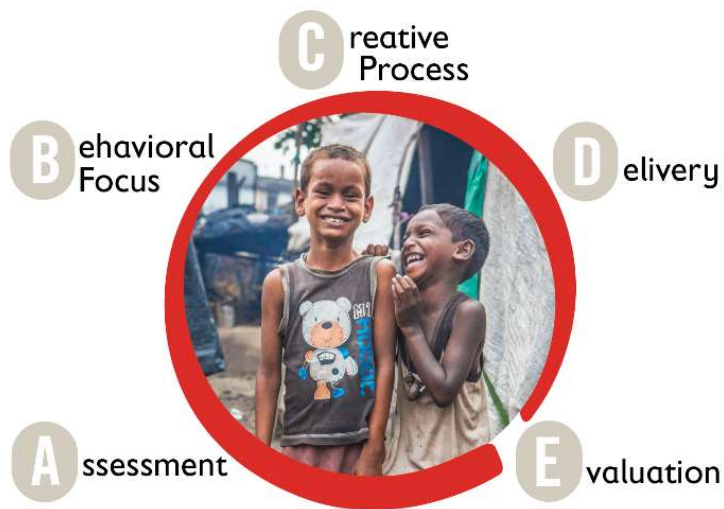 Creative
Process
Behavioral
Focus
Delivery
Assessment
Evaluation